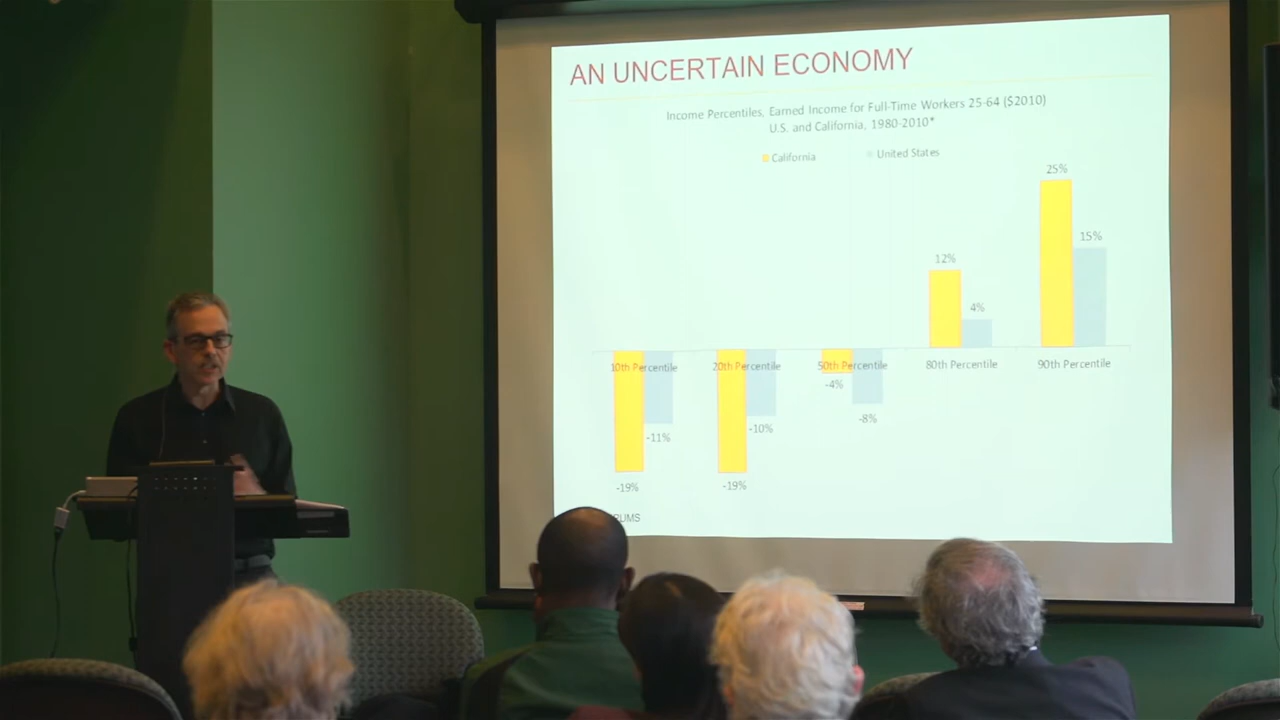 AN UNCERTAIN ECONOMY
Income Percentiles, Earned Income for Full-Time Workers 25-64 ($2010)
U.S. and California, 1980-2010*
California United States
25%
15%
12%
4%
10th Percentile 20th Percentile 50th Percentile 80th Percentile 90th Percentile
-4%
-8%
-11% -10%
-19% -19%